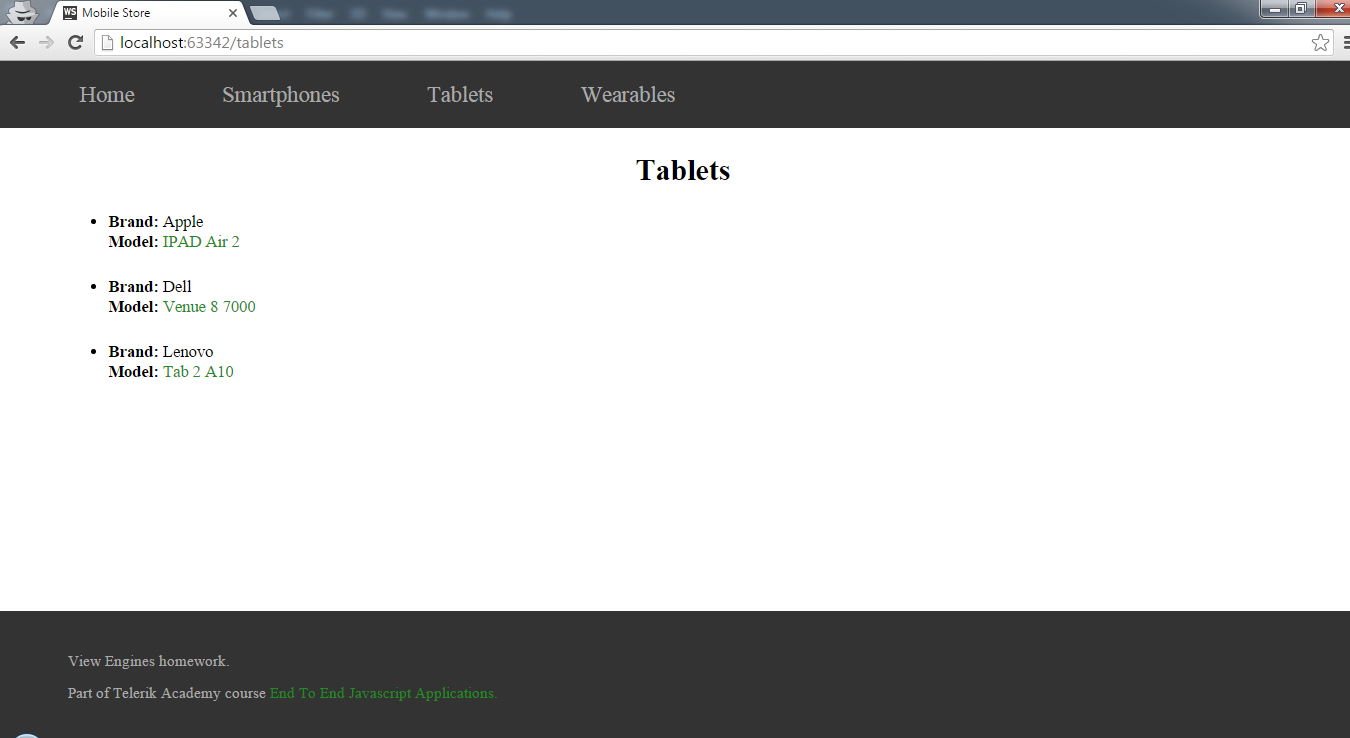 WS Mobile Store
localhost:63342/tablets
Home Smartphones Tablets Wearables
Tablets
Brand: Apple
Model: IPAD Air 2
Brand: Dell
Model: Venue 8 7000
Brand: Lenovo
Model: Tab 2 A10
View Engines homework.
Part of Telerik Academy course End To End Javascript Applications.